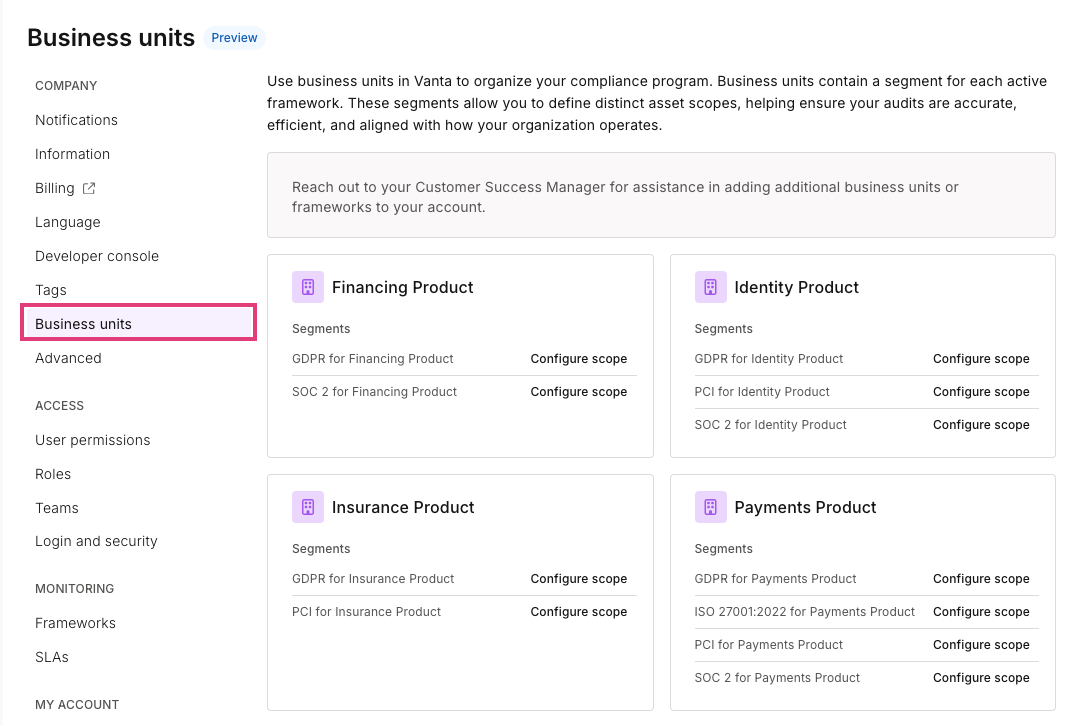 Business units Preview
COMPANY
Notifications
Information
Billing
Language
Developer console
Tags
Business units
Advanced
ACCESS
User permissions
Roles
Teams
Login and security
MONITORING
Frameworks
SLAs
MY ACCOUNT
Use business units in Vanta to organize your compliance program. Business units contain a segment for each active
framework. These segments allow you to define distinct asset scopes, helping ensure your audits are accurate,
efficient, and aligned with how your organization operates.
Reach out to your Customer Success Manager for assistance in adding additional business units or
frameworks to your account.
Financing Product
Segments
GDPR for Financing Product Configure scope
SOC 2 for Financing Product Configure scope
Identity Product
Segments
GDPR for Identity Product Configure scope
PCI for Identity Product Configure scope
SOC 2 for Identity Product Configure scope
Insurance Product
Segments
GDPR for Insurance Product Configure scope
PCI for Insurance Product Configure scope
Payments Product
Segments
GDPR for Payments Product Configure scope
ISO 27001:2022 for Payments Product Configure scope
PCI for Payments Product Configure scope
SOC 2 for Payments Product Configure scope